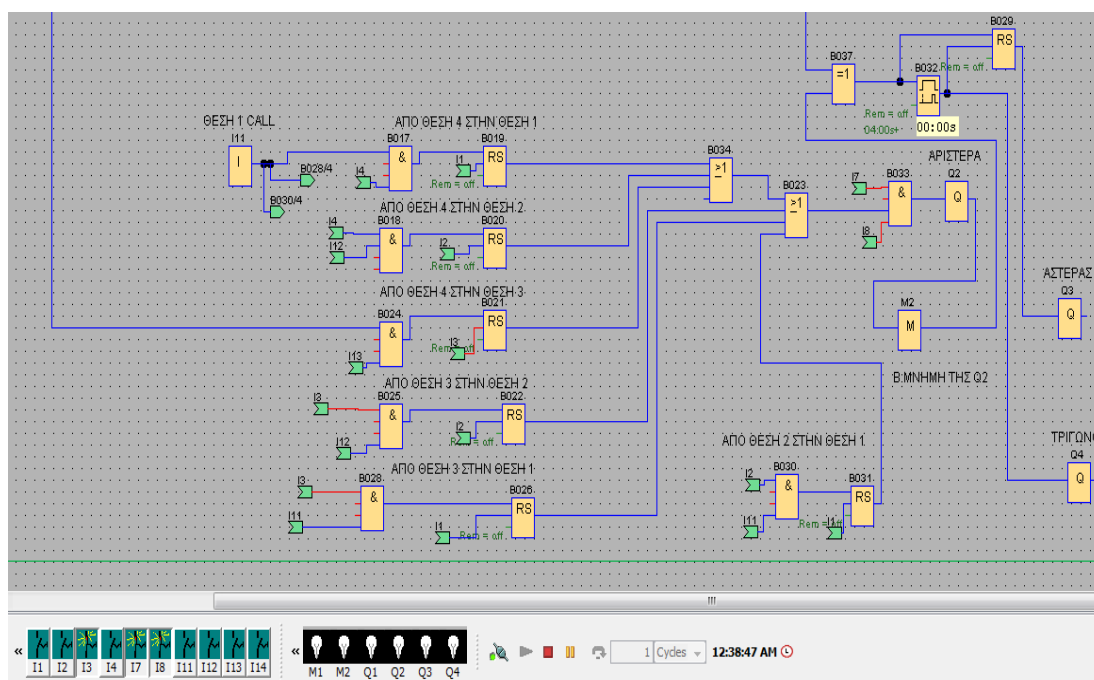 B029
RS
B037
=1
B032
Rem = off
Rem = off
04:00s+
00:00s
ΘΕΣΗ 1 CALL
I11
I
B028/4
B030/4
ΑΠΟ ΘΕΣΗ 4 ΣΤΗΝ ΘΕΣΗ 1
B017
&
I4
B019
RS
I1
Rem = off
B034
>1
ΑΡΙΣΤΕΡΑ
I7
B033
&
Q2
Q
I8
B023
>1
ΑΠΟ ΘΕΣΗ 4 ΣΤΗΝ ΘΕΣΗ 2
I4
I12
B018
&
B020
RS
I2
Rem = off
ΑΣΤΕΡΑΣ
Q3
Q
ΑΠΟ ΘΕΣΗ 4 ΣΤΗΝ ΘΕΣΗ 3
B024
&
I13
B021
RS
I3
Rem = off
M2
M
Β:ΜΝΗΜΗ ΤΗΣ Q2
ΑΠΟ ΘΕΣΗ 3 ΣΤΗΝ ΘΕΣΗ 2
I3
B025
&
I12
B022
RS
I2
Rem = off
ΑΠΟ ΘΕΣΗ 2 ΣΤΗΝ ΘΕΣΗ 1
I2
B030
&
I11
B031
RS
I1
Rem = off
ΤΡΙΓΩΝΟ
Q4
Q
ΑΠΟ ΘΕΣΗ 3 ΣΤΗΝ ΘΕΣΗ 1
I3
B028
&
I11
B026
RS
I1
Rem = off
« I1 I2 I3 I4 I7 I8 I11 I12 I13 I14 « M1 M2 Q1 Q2 Q3 Q4 1 Cycles 12:38:47 AM